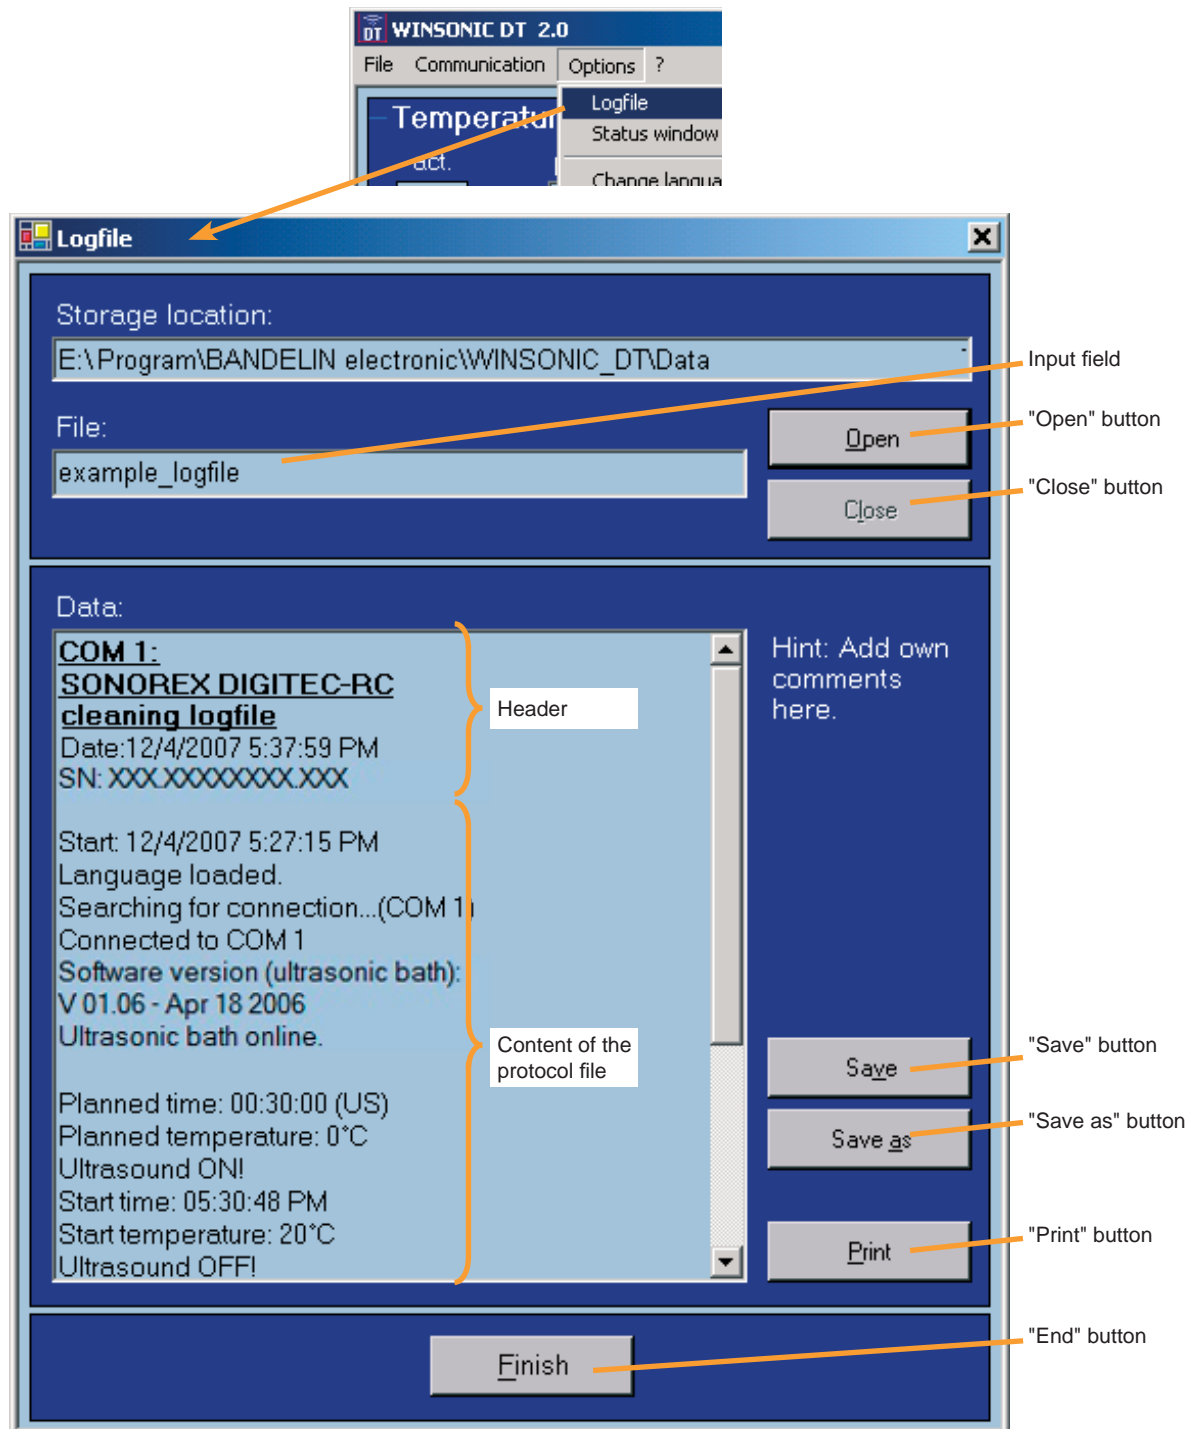 DT WINSONIC DT 2.0
File Communication Options ?
Logfile
Status window
Temperatur
act.
Change langua
Logfile
Storage location:
E:\Program\BANDELIN electronic\WINSONIC_DT\Data
Input field
File:
"Open" button
Open
example_logfile
"Close" button
Close
Data:
COM 1:
SONOREX DIGITEC-RC
cleaning logfile
Date:12/4/2007 5:37:59 PM
SN: XXX.XXXXXXXX.XXX
Header
Hint: Add own
comments
here.
Start: 12/4/2007 5:27:15 PM
Language loaded.
Searching for connection...(COM 1)
Connected to COM 1
Software version (ultrasonic bath):
V 01.06 - Apr 18 2006
Ultrasonic bath online.
Planned time: 00:30:00 (US)
Planned temperature: 0°C
Ultrasound ON!
Start time: 05:30:48 PM
Start temperature: 20°C
Ultrasound OFF!
Content of the
protocol file
"Save" button
Save
"Save as" button
Save as
"Print" button
Print
"End" button
Finish